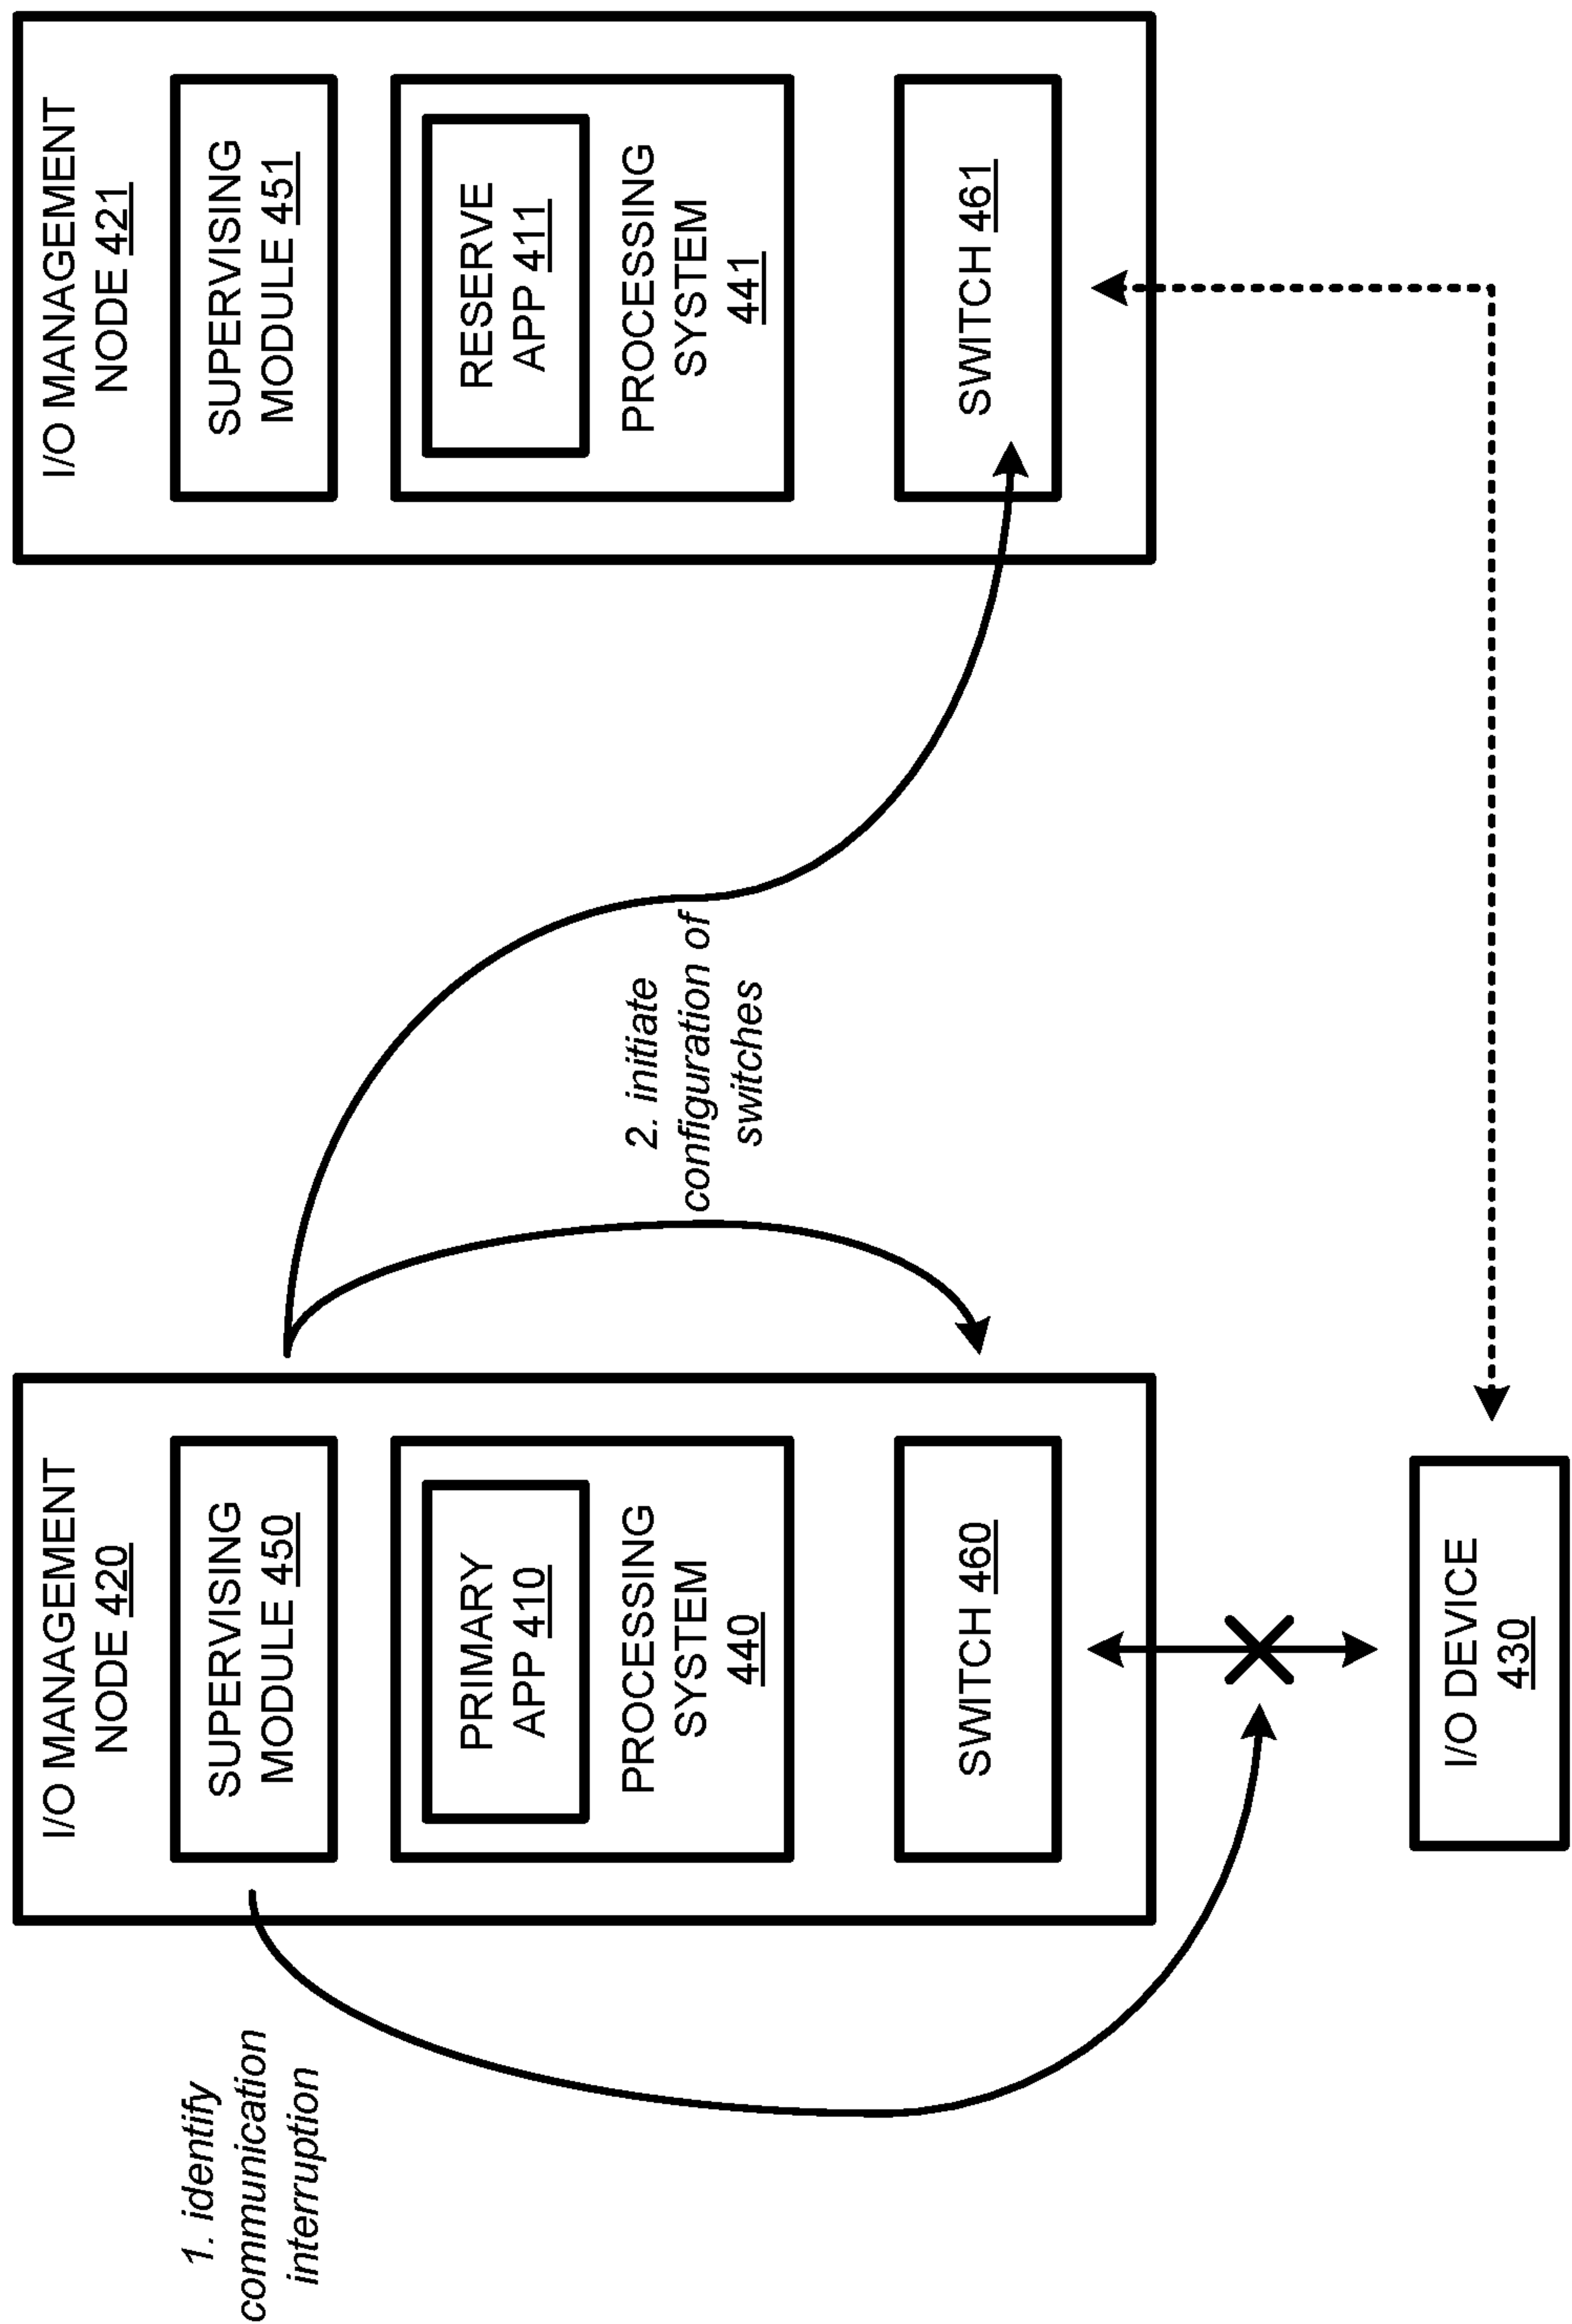 1. identify
communication
interruption
I/O MANAGEMENT
NODE 420
SUPERVISING
MODULE 450
PRIMARY
APP 410
PROCESSING
SYSTEM
440
SWITCH 460
I/O DEVICE
430
2. initiate
configuration of
switches
I/O MANAGEMENT
NODE 421
SUPERVISING
MODULE 451
RESERVE
APP 411
PROCESSING
SYSTEM
441
SWITCH 461